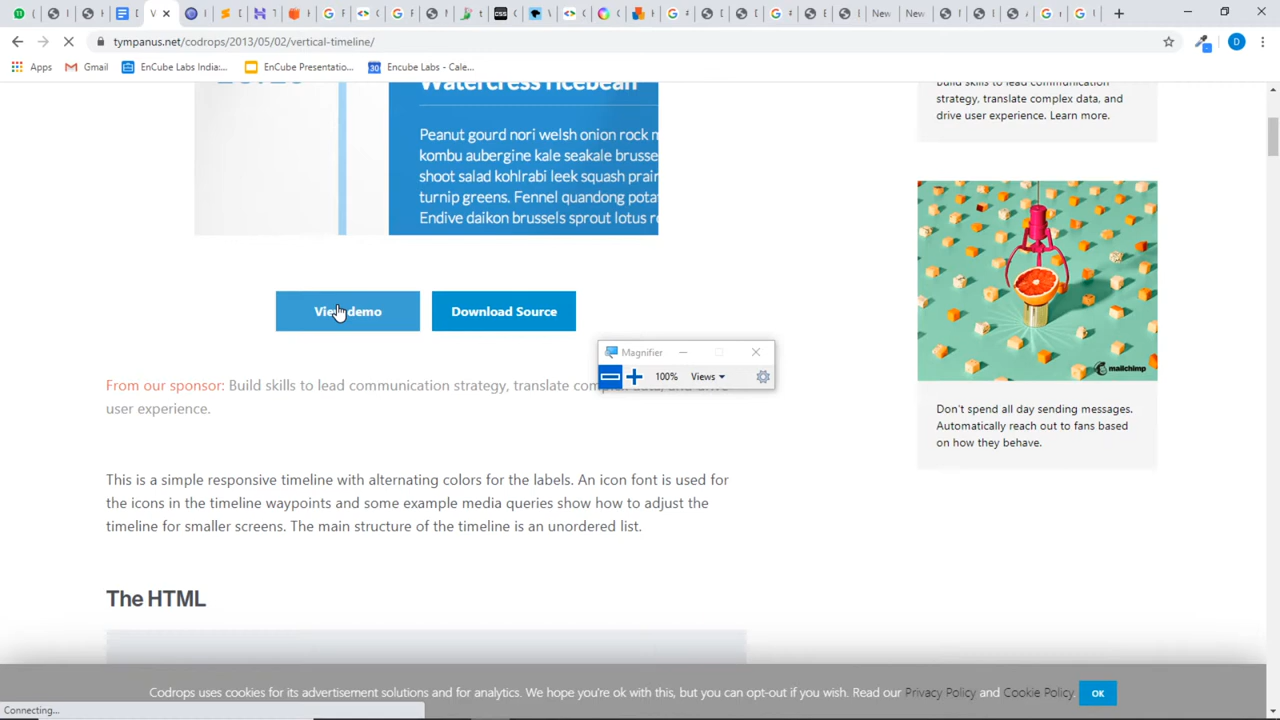 tympanus.net/codrops/2013/05/02/vertical-timeline/
Apps
Gmail
EnCube Labs India:...
EnCube Presentatio...
Encube Labs - Cale...
Watercress ricebean
Peanut gourd nori welsh onion rock
kombu aubergine kale seakale brusse
shoot salad kohlrabi leek squash prair
turnip greens. Fennel quandong pota
Endive daikon brussels sprout lotus
View demo
Download Source
Magnifier
100%
Views
From our sponsor: Build skills to lead communication strategy, translate complex data, and drive
user experience.
This is a simple responsive timeline with alternating colors for the labels. An icon font is used for
the icons in the timeline waypoints and some example media queries show how to adjust the
timeline for smaller screens. The main structure of the timeline is an unordered list.
The HTML
Build skills to lead communication
strategy, translate complex data, and
drive user experience. Learn more.
mailchimp
Don't spend all day sending messages.
Automatically reach out to fans based
on how they behave.
Codrops uses cookies for its advertisement solutions and for analytics. We hope you're ok with this, but you can opt-out if you wish. Read our Privacy Policy and Cookie Policy.
OK
Connecting...